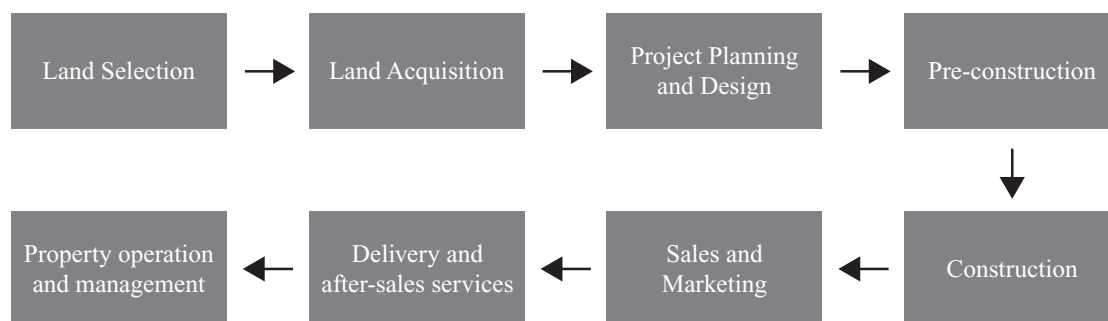 Land Selection
Land Acquisition
Project Planning
and Design
Pre-construction
Construction
Sales and
Marketing
Delivery and
after-sales services
Property operation
and management